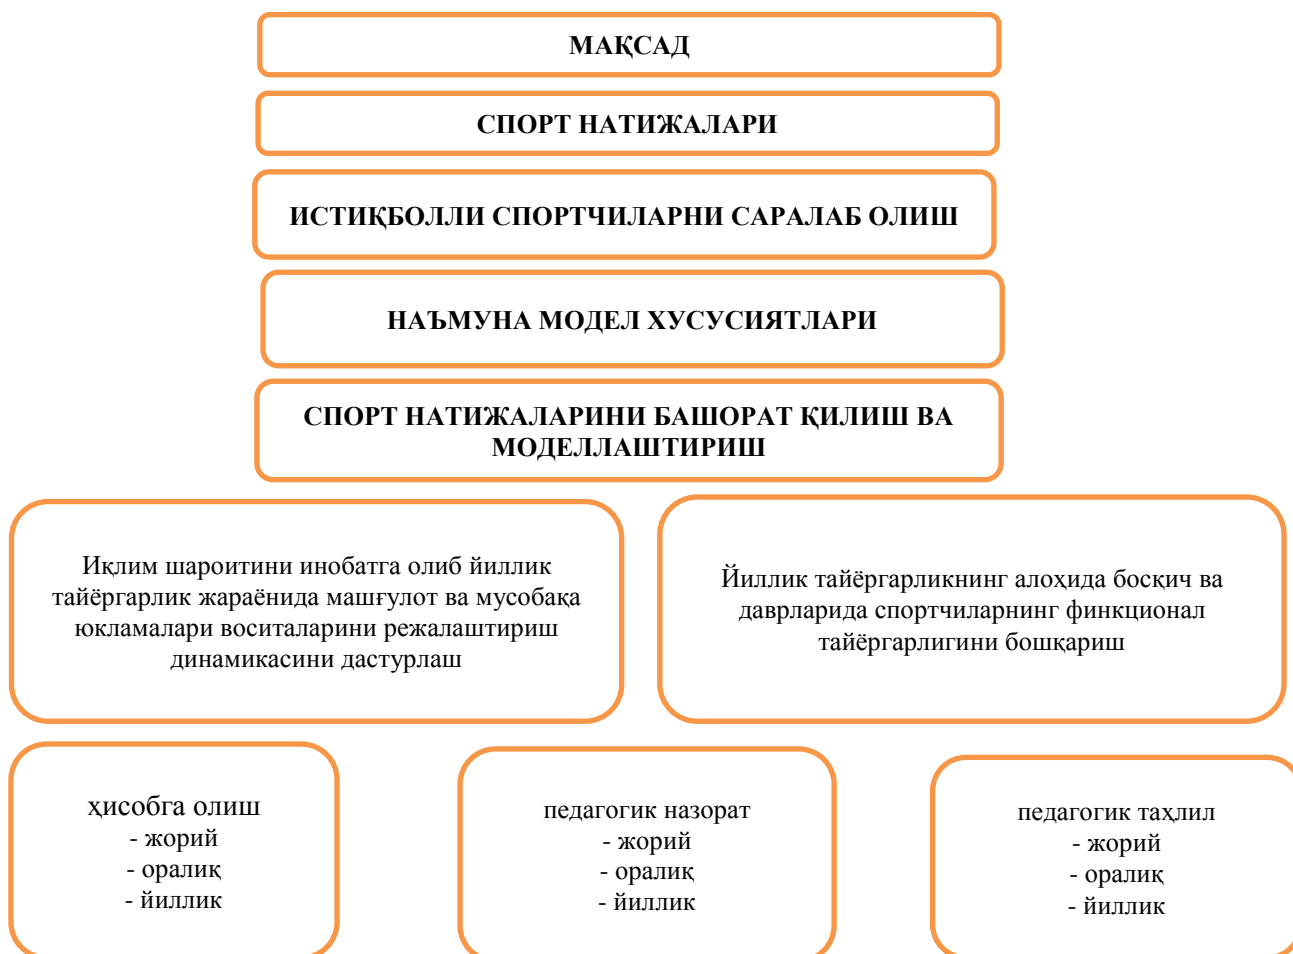 МАҚСАД
СПОРТ НАТИЖАЛАРИ
ИСТИҚБОЛЛИ СПОРТЧИЛАРНИ САРАЛАБ ОЛИШ
НАЪМУНА МОДЕЛ ХУСУСИЯТЛАРИ
СПОРТ НАТИЖАЛАРИНИ БАШОРАТ ҚИЛИШ ВА
МОДЕЛЛАШТИРИШ
Иқлим шароитини инобатга олиб йиллик
тайёргарлик жараёнида машғулот ва мусобақа
юкламалари воситаларини режалаштириш
динамикасини дастурлаш
Йиллик тайёргарликнинг алоҳида босқич ва
даврларида спортчиларнинг финкционал
тайёргарлигини бошқариш
ҳисобга олиш
- жорий
- оралиқ
- йиллик
педагогик назорат
- жорий
- оралиқ
- йиллик
педагогик таҳлил
- жорий
- оралиқ
- йиллик